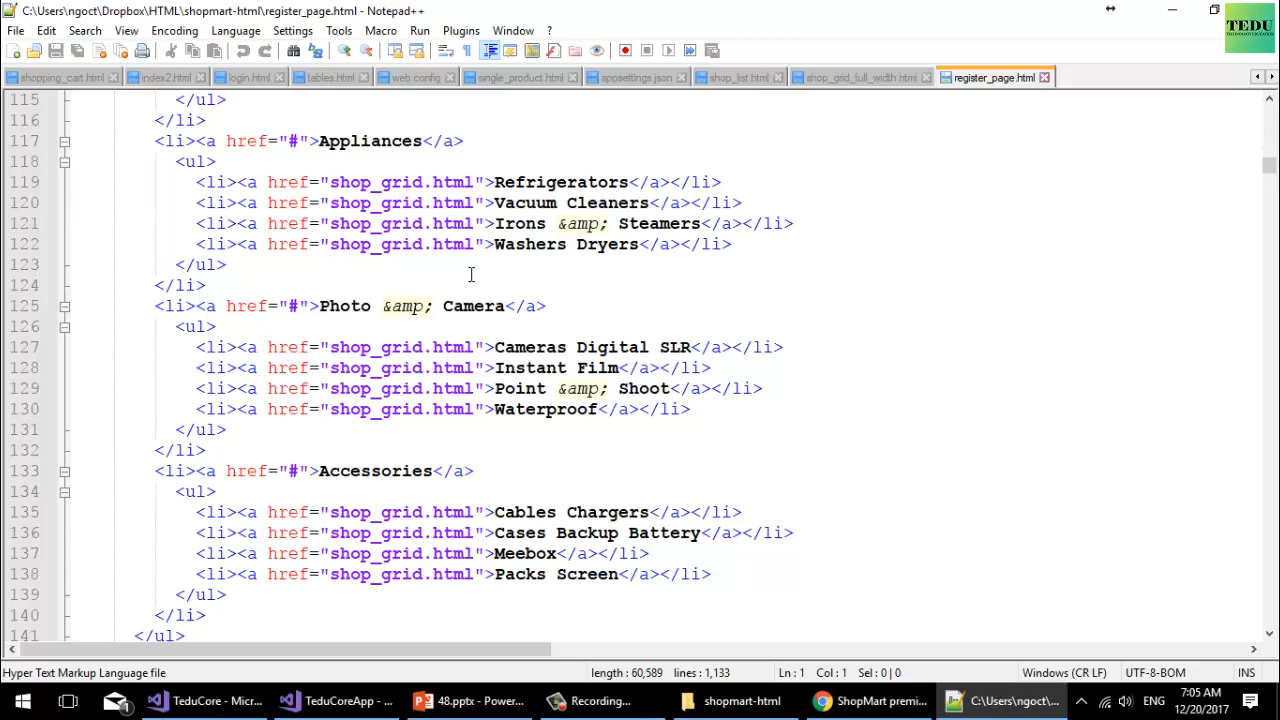 C:\Users\ngoct\Dropbox\HTML\shopmart-html\register_page.html - Notepad++
TEDU
File Edit Search View Encoding Language Settings Tools Macro Run Plugins Window ?
shopping_cart.html index2.html login.html tables.html web.config single_product.html appsettings.json shop_list.html shop_grid_full_width.html register_page.html
115 </ul>
116 </li>
117 <li><a href="#">Appliances</a>
118 <ul>
119 <li><a href="shop_grid.html">Refrigerators</a></li>
120 <li><a href="shop_grid.html">Vacuum Cleaners</a></li>
121 <li><a href="shop_grid.html">Irons &amp; Steamers</a></li>
122 <li><a href="shop_grid.html">Washers Dryers</a></li>
123 </ul>
124 </li>
125 <li><a href="#">Photo &amp; Camera</a>
126 <ul>
127 <li><a href="shop_grid.html">Cameras Digital SLR</a></li>
128 <li><a href="shop_grid.html">Instant Film</a></li>
129 <li><a href="shop_grid.html">Point &amp; Shoot</a></li>
130 <li><a href="shop_grid.html">Waterproof</a></li>
131 </ul>
132 </li>
133 <li><a href="#">Accessories</a>
134 <ul>
135 <li><a href="shop_grid.html">Cables Chargers</a></li>
136 <li><a href="shop_grid.html">Cases Backup Battery</a></li>
137 <li><a href="shop_grid.html">Meebox</a></li>
138 <li><a href="shop_grid.html">Packs Screen</a></li>
139 </ul>
140 </li>
141 </ul>
Hyper Text Markup Language file length : 60,589 lines : 1,133 Ln : 1 Col : 1 Sel : 0 | 0 Windows (CR LF) UTF-8-BOM INS
TeduCore - Micr... TeduCoreApp - ... 48.pptx - Power... Recording... shopmart-html ShopMart premi... C:\Users\ngoct\... ENG 7:05 AM
12/20/2017